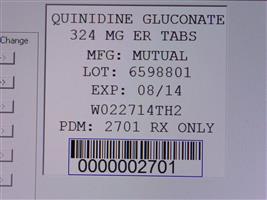 QUINIDINE GLUCONATE
324 MG ER TABS
Change
MFG: MUTUAL
LOT: 6598801
EXP: 08/14
W022714TH2
PDM: 2701 RX ONLY
0000002701